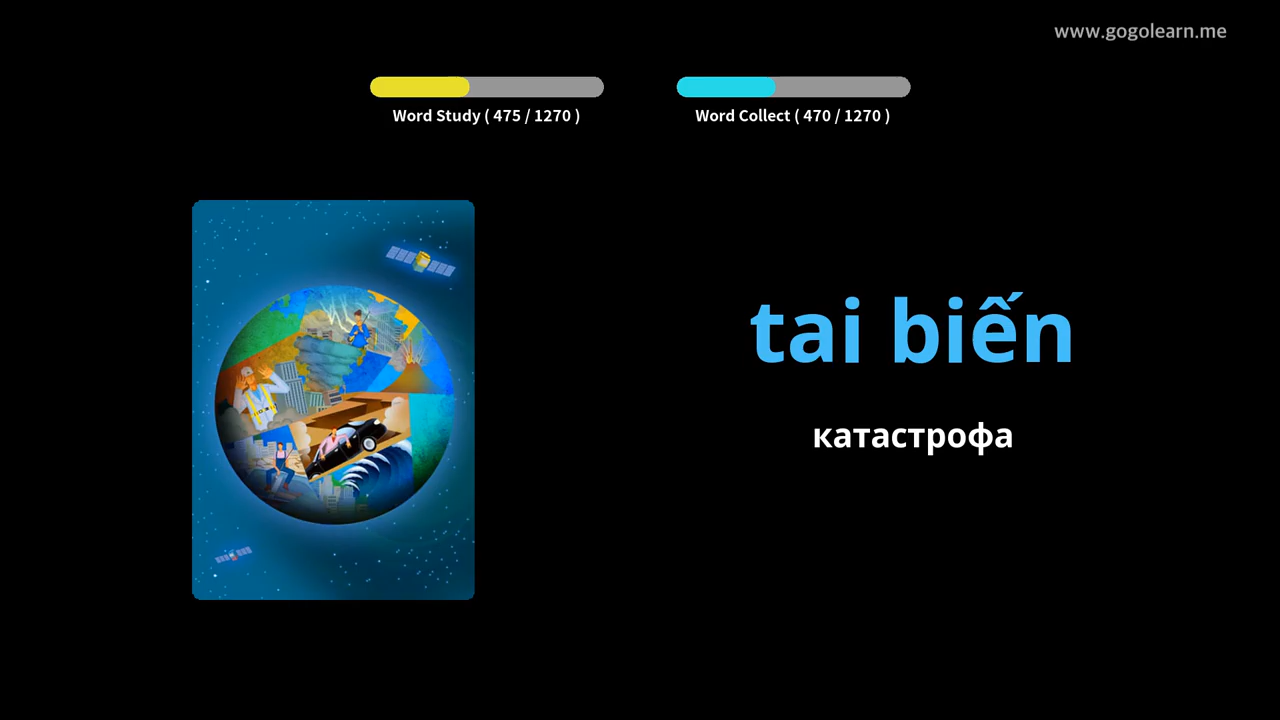 www.gogolearn.me
Word Study ( 475 / 1270 )
Word Collect ( 470 / 1270 )
tai biến
катастрофа